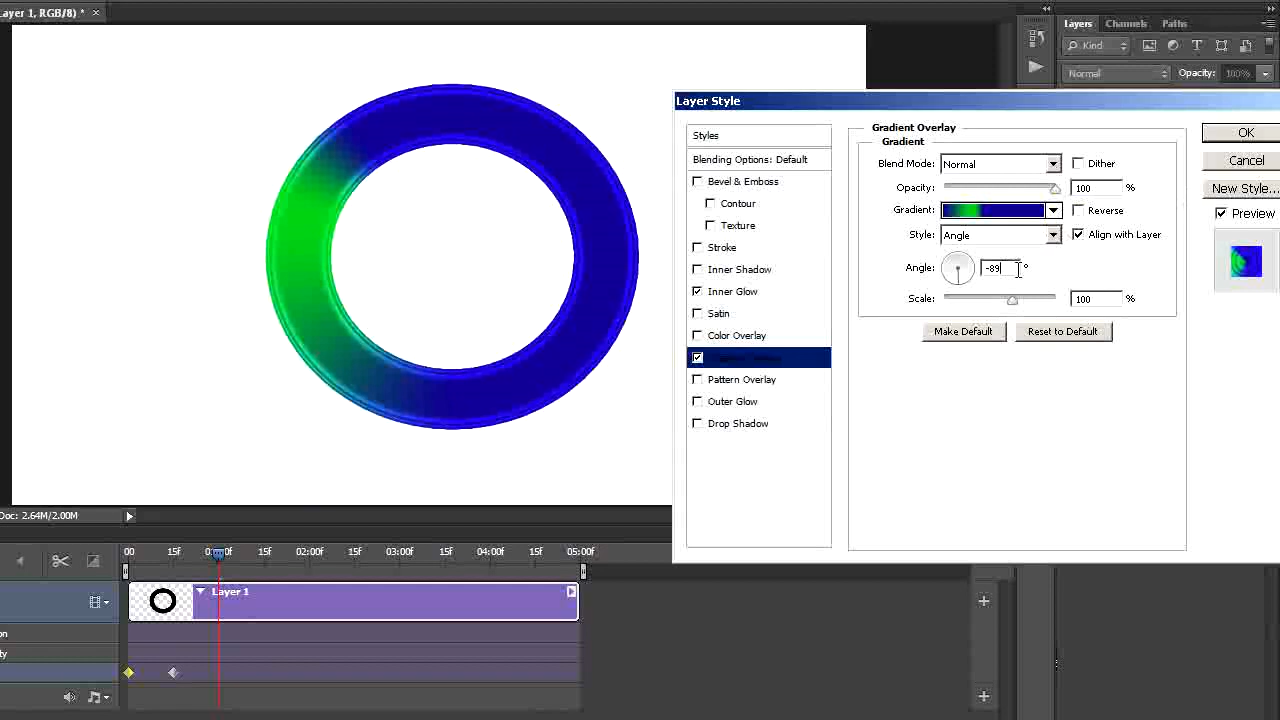 Layer 1, RGB/8) * ×
Layers Channels Paths
Kind
Normal Opacity: 100%
Layer Style
Styles
Blending Options: Default
Bevel & Emboss
Contour
Texture
Stroke
Inner Shadow
Inner Glow
Satin
Color Overlay
Pattern Overlay
Outer Glow
Drop Shadow
Gradient Overlay
Gradient
Blend Mode: Normal Dither
Opacity: 100 %
Gradient: Reverse
Style: Angle Align with Layer
Angle: -89 °
Scale: 100 %
Make Default Reset to Default
OK
Cancel
New Style...
Preview
Doc: 2.64M/2.00M
00 15f 15f 02:00f 15f 03:00f 15f 04:00f 15f 05:00f
Layer 1
on
ty